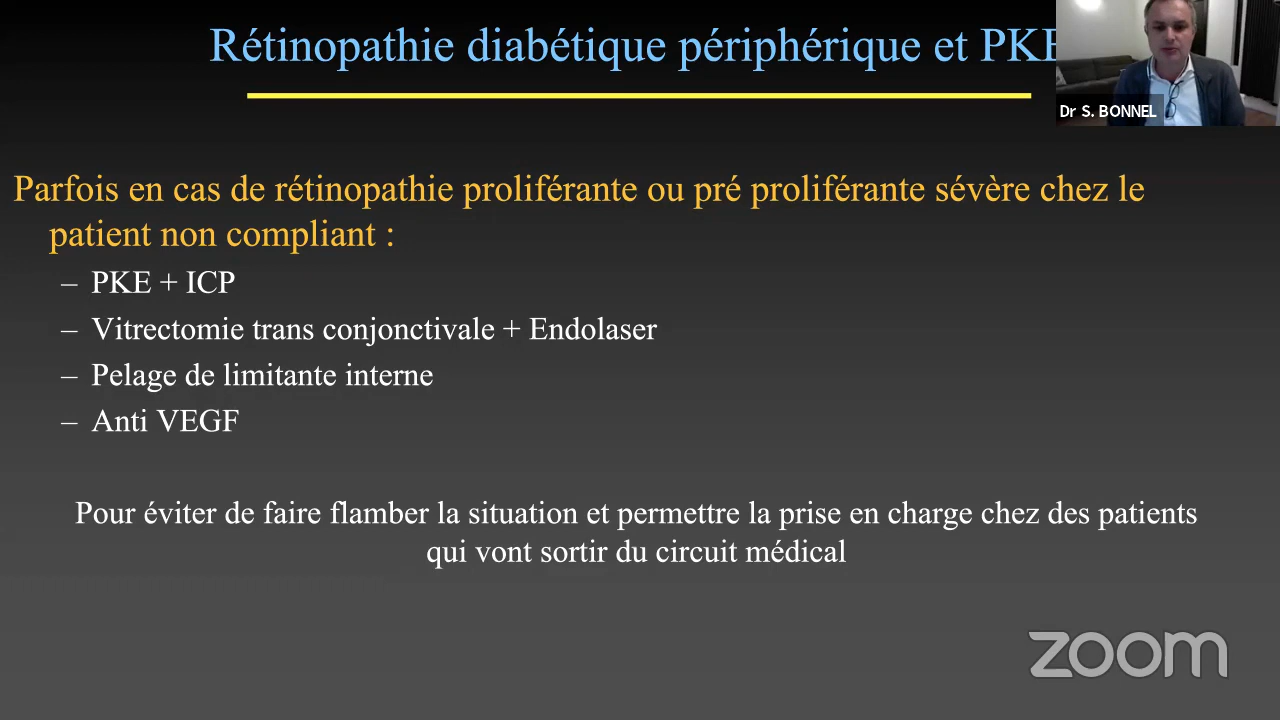 Rétinopathie diabétique périphérique et PKE
Dr S. BONNEL
Parfois en cas de rétinopathie proliférante ou pré proliférante sévère chez le
patient non compliant :
– PKE + ICP
– Vitrectomie trans conjonctivale + Endolaser
– Pelage de limitante interne
– Anti VEGF
Pour éviter de faire flamber la situation et permettre la prise en charge chez des patients
qui vont sortir du circuit médical
zoom